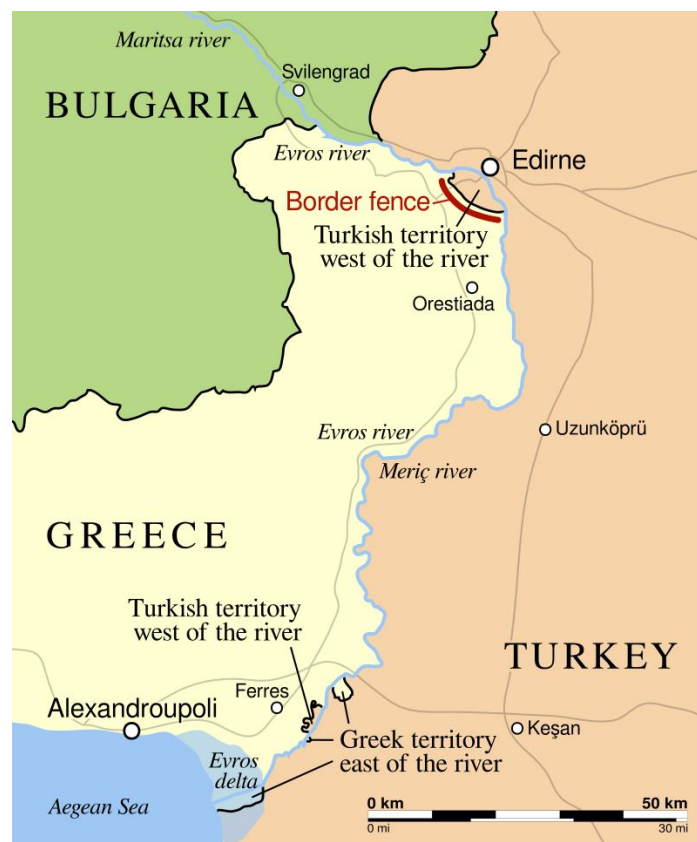 Maritsa river
Svilengrad
BULGARIA
Evros river
Edirne
Border fence
Turkish territory
west of the river
Orestiada
Evros river
Uzunköprü
Meriç river
GREECE
Turkish territory
west of the river
TURKEY
Ferres
Alexandroupoli
Keşan
Greek territory
east of the river
Evros
delta
Aegean Sea
0 km 50 km
0 mi 30 mi